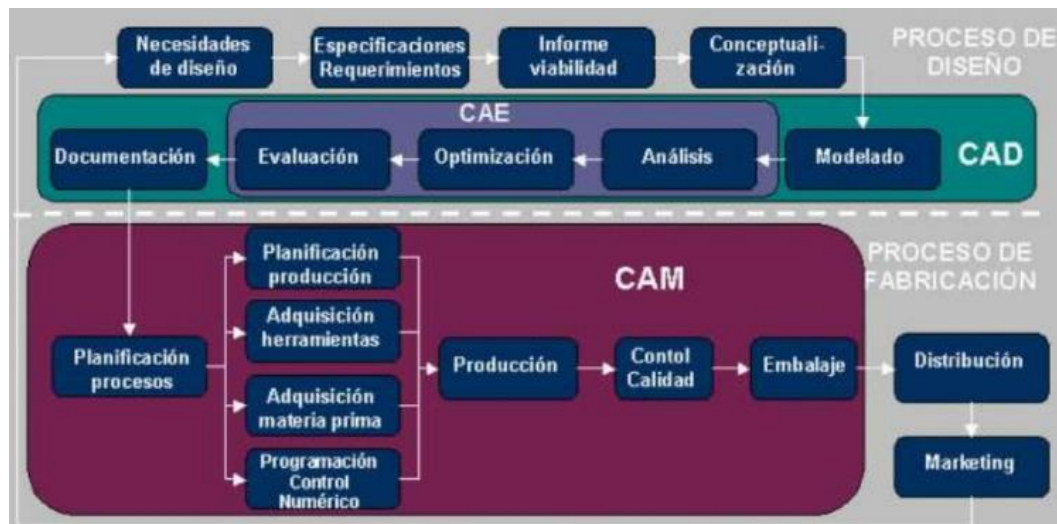 Necesidades
de diseño
Especificaciones
Requerimientos
Informe
viabilidad
Conceptuali-
zación
PROCESO DE
DISEÑO
CAE
CAD
Documentación
Evaluación
Optimización
Análisis
Modelado
PROCESO DE
FABRICACIÓN
CAM
Planificación
procesos
Planificación
producción
Adquisición
herramientas
Adquisición
materia prima
Programación
Control
Numérico
Producción
Contol
Calidad
Embalaje
Distribución
Marketing